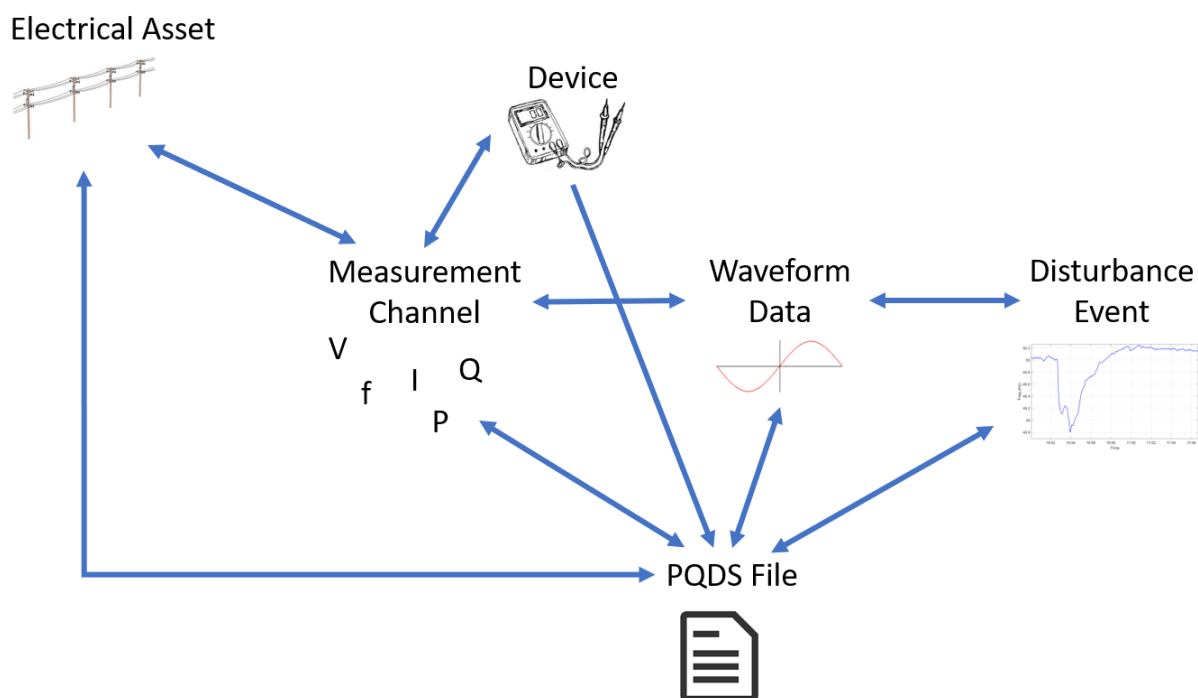 Electrical Asset
Device
Measurement
Channel
V
f
I
Q
P
Waveform
Data
Disturbance
Event
PQDS File